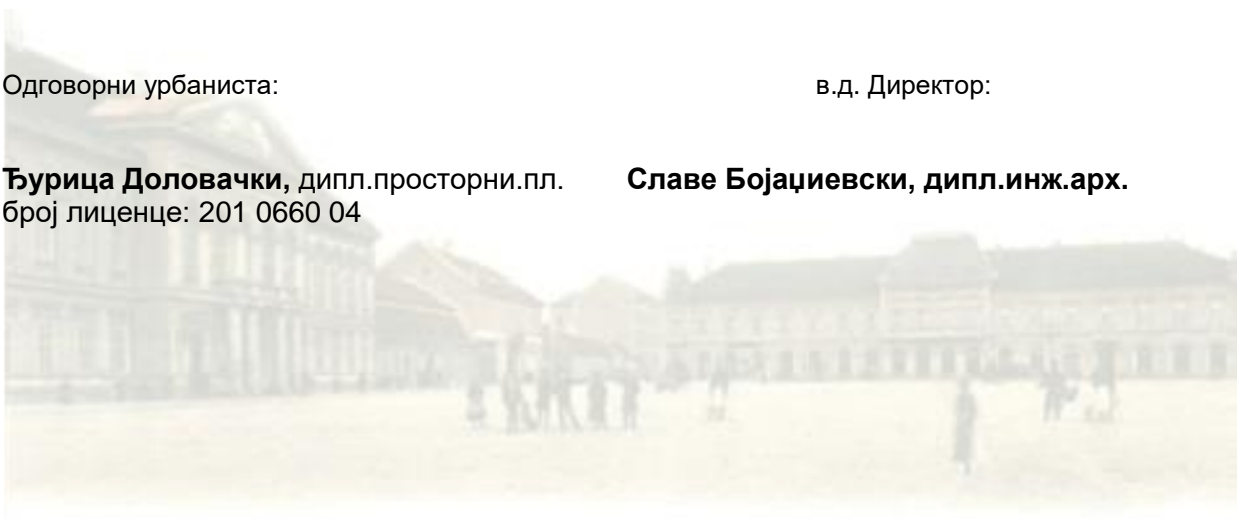 Одговорни урбаниста: в.д. Директор:
Ђурица Доловачки, дипл.просторни.пл. Славе Бојаџиевски, дипл.инж.арх.
број лиценце: 201 0660 04